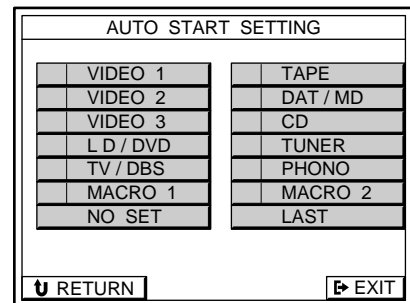 AUTO START SETTING
VIDEO 1
VIDEO 2
VIDEO 3
L D / DVD
TV / DBS
MACRO 1
NO SET
TAPE
DAT / MD
CD
TUNER
PHONO
MACRO 2
LAST
RETURN
EXIT